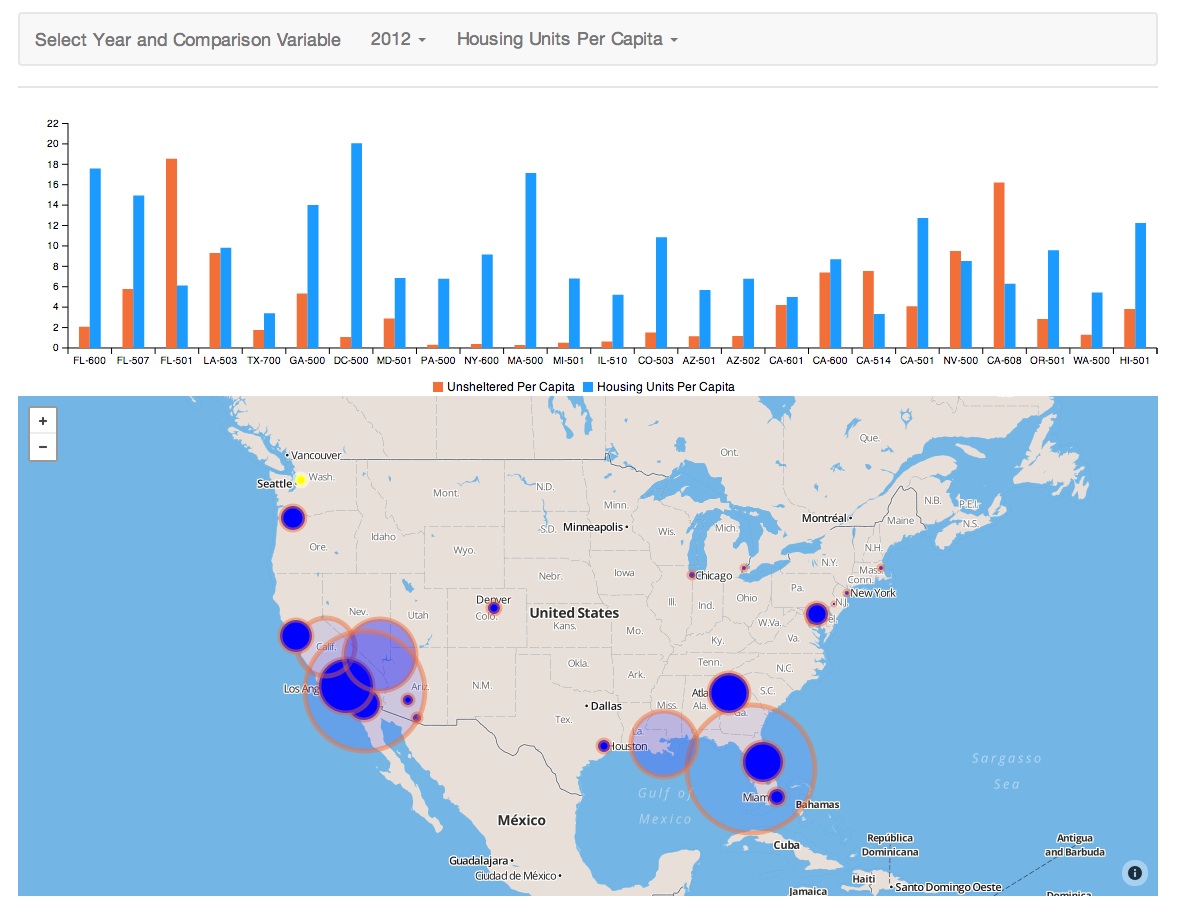 Select Year and Comparison Variable 2012 Housing Units Per Capita
22
20
18
16
14
12
10
8
6
4
2
0
FL-600 FL-507 FL-501 LA-503 TX-700 GA-500 DC-500 MD-501 PA-500 NY-600 MA-500 MI-501 IL-510 CO-503 AZ-501 AZ-502 CA-601 CA-600 CA-514 CA-501 NV-500 CA-608 OR-501 WA-500 HI-501
Unsheltered Per Capita Housing Units Per Capita
+
−
Que.
Ont.
Vancouver
Wash.
Seattle
Mont.
N.D.
Minn.
N.B.
P.E.I.
N.S.
Maine
Montréal
S.D.
Minneapolis
Wis.
Mich.
Ore.
Idaho
Wyo.
N.H.
N.Y.
Mass.
Conn.
Nebr.
Iowa
Chicago
Pa.
New York
N.J.
Denver
Colo.
United States
Ill.
Ind.
Ohio
Nev.
Utah
Kans.
Mo.
W.Va.
Va.
Ky.
Calif.
Okla.
Tenn.
N.C.
Ark.
Los Ang
Ariz.
N.M.
Atla
S.C.
Dallas
Miss.
Ala.
Ga.
Tex.
La.
Houston
Sargasso
Sea
Gulf of
Mexico
Miam
Bahamas
México
Cuba
República
Dominicana
Antigua
and Barbuda
Guadalajara
Ciudad de México
Haiti
Santo Domingo Oeste
Jamaica
Dominica
i